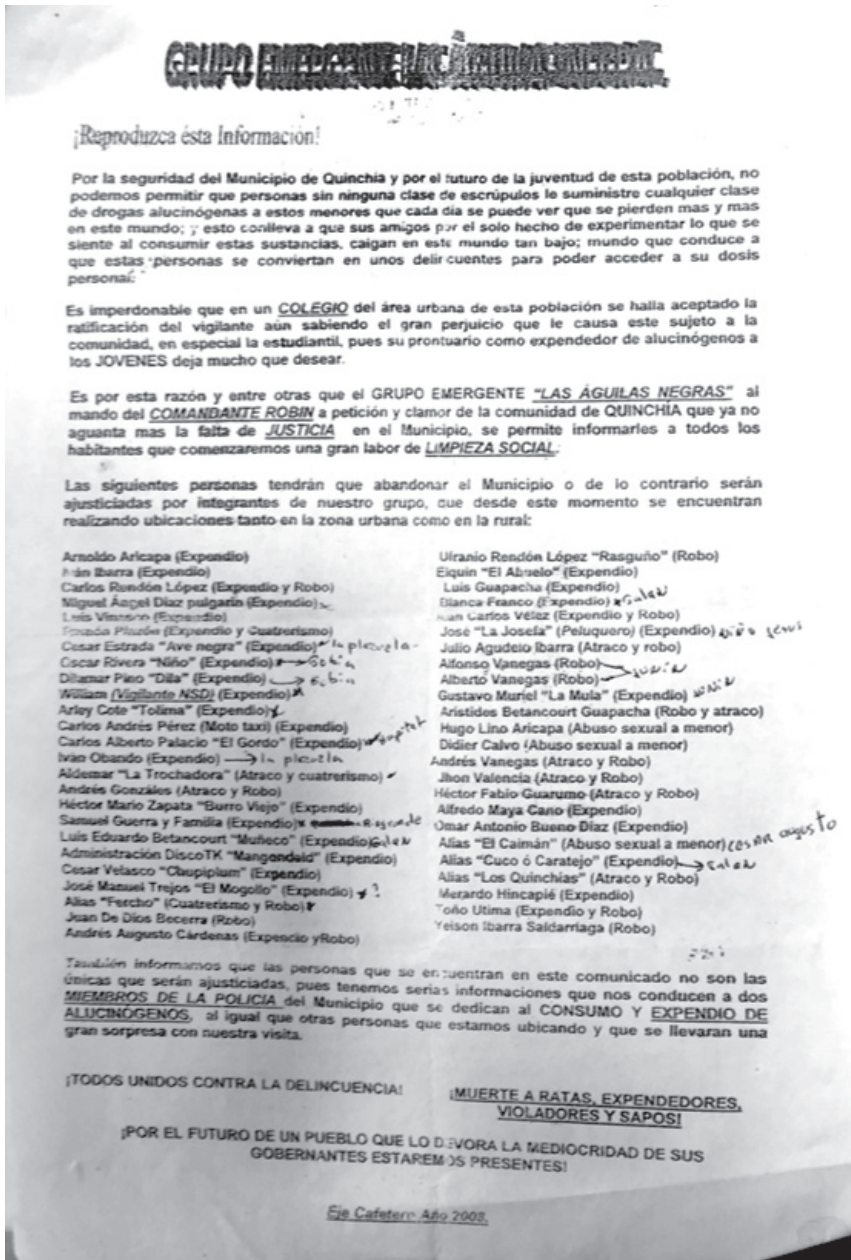 GRUPO EMERGENTE
¡Reproduzca ésta Información!
Por la seguridad del Municipio de Quinchía y por el futuro de la juventud de esta población, no
podemos permitir que personas sin ninguna clase de escrúpulos le suministre cualquier clase
de drogas alucinógenas a estos menores que cada día se puede ver que se pierden mas y mas
en este mundo; y esto conlleva a que sus amigos por el solo hecho de experimentar lo que se
siente al consumir estas sustancias, caigan en este mundo tan bajo; mundo que conduce a
que estas personas se conviertan en unos delincuentes para poder acceder a su dosis
personal.
Es imperdonable que en un COLEGIO del área urbana de esta población se halla aceptado la
ratificación del vigilante aún sabiendo el gran perjuicio que le causa este sujeto a la
comunidad, en especial la estudiantil, pues su prontuario como expendedor de alucinógenos a
los JOVENES deja mucho que desear.
Es por esta razón y entre otras que el GRUPO EMERGENTE "LAS ÁGUILAS NEGRAS" al
mando del COMANDANTE ROBIN a petición y clamor de la comunidad de QUINCHÍA que ya no
aguanta mas la falta de JUSTICIA en el Municipio, se permite informarles a todos los
habitantes que comenzaremos una gran labor de LIMPIEZA SOCIAL.
Las siguientes personas tendrán que abandonar el Municipio o de lo contrario serán
ajusticiadas por integrantes de nuestro grupo, que desde este momento se encuentran
realizando ubicaciones tanto en la zona urbana como en la rural:
Arnoldo Aricapa (Expendio)
Ibarra (Expendio)
Carlos Rendón López (Expendio y Robo)
Miguel Ángel Díaz pulgarín (Expendio)
Luis (Expendio)
(Expendio y Cuatrerismo)
Cesar Estrada "Ave negra" (Expendio) la plazuela
Oscar Rivera "Niño" (Expendio)
Dilamar Pino "Dila" (Expendio)
William (Vigilante NSD) (Expendio)
Arley Cote "Tolima" (Expendio)
Carlos Andrés Pérez (Moto taxi) (Expendio)
Carlos Alberto Palacio "El Gordo" (Expendio)
Ivan Obando (Expendio) la plazuela
Aldemar "La Trochadora" (Atraco y cuatrerismo)
Andrés Gonzáles (Atraco y Robo)
Héctor Mario Zapata "Burro Viejo" (Expendio)
Samuel Guerra y Familia (Expendio)
Luis Eduardo Betancourt "Muñeco" (Expendio) Galan
Administración DiscoTK "Mangondald" (Expendio)
Cesar Velasco "Chupiplum" (Expendio)
José Manuel Trejos "El Mogollo" (Expendio) ?
Alias "Fercho" (Cuatrerismo y Robo)
Juan De Dios Becerra (Robo)
Andrés Augusto Cárdenas (Expencio yRobo)
Ulranio Rendón López "Rasguño" (Robo)
Eiquin "El Abuelo" (Expendio)
Luis Guapacha (Expendio)
Blanca Franco (Expendio) Galan
Carlos Vélez (Expendio y Robo)
José "La Josefa" (Peluquero) (Expendio) niño jesus
Julio Agudelo Ibarra (Atraco y robo)
Alfonso Vanegas (Robo)
Alberto Vanegas (Robo)
Gustavo Muriel "La Mula" (Expendio)
Aristides Betancourt Guapacha (Robo y atraco)
Hugo Lino Aricapa (Abuso sexual a menor)
Didier Calvo (Abuso sexual a menor)
Andrés Vanegas (Atraco y Robo)
Jhon Valencia (Atraco y Robo)
Héctor Fabio Guarumo (Atraco y Robo)
Alfredo Maya Cano (Expendio)
Omar Antonio Bueno Díaz (Expendio)
Alias "El Caimán" (Abuso sexual a menor) cesar augusto
Alias "Cuco ó Caratejo" (Expendio) Galan
Alias "Los Quinchias" (Atraco y Robo)
Merardo Hincapié (Expendio)
Toño Utima (Expendio y Robo)
Yeison Ibarra Saldarriaga (Robo)
También informamos que las personas que se encuentran en este comunicado no son las
únicas que serán ajusticiadas, pues tenemos serias informaciones que nos conducen a dos
MIEMBROS DE LA POLICIA del Municipio que se dedican al CONSUMO Y EXPENDIO DE
ALUCINÓGENOS, al igual que otras personas que estamos ubicando y que se llevaran una
gran sorpresa con nuestra visita.
¡TODOS UNIDOS CONTRA LA DELINCUENCIA!
¡MUERTE A RATAS, EXPENDEDORES,
VIOLADORES Y SAPOS!
¡POR EL FUTURO DE UN PUEBLO QUE LO DEVORA LA MEDIOCRIDAD DE SUS
GOBERNANTES ESTAREMOS PRESENTES!
Eje Cafetero Año 2008.